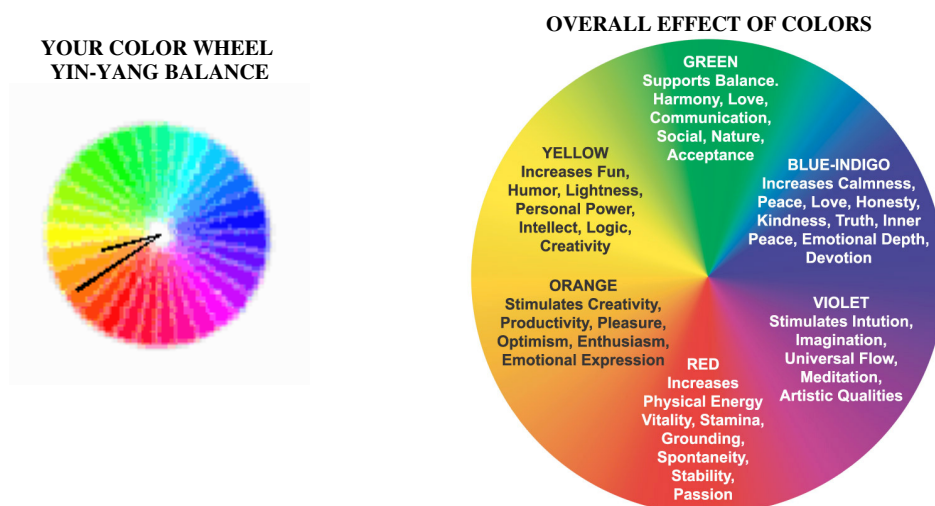 YOUR COLOR WHEEL
YIN-YANG BALANCE
OVERALL EFFECT OF COLORS
GREEN
Supports Balance.
Harmony, Love,
Communication,
Social, Nature,
Acceptance
YELLOW
Increases Fun,
Humor, Lightness,
Personal Power,
Intellect, Logic,
Creativity
BLUE-INDIGO
Increases Calmness,
Peace, Love, Honesty,
Kindness, Truth, Inner
Peace, Emotional Depth,
Devotion
ORANGE
Stimulates Creativity,
Productivity, Pleasure,
Optimism, Enthusiasm,
Emotional Expression
VIOLET
Stimulates Intution,
Imagination,
Universal Flow,
Meditation,
Artistic Qualities
RED
Increases
Physical Energy
Vitality, Stamina,
Grounding,
Spontaneity,
Stability,
Passion